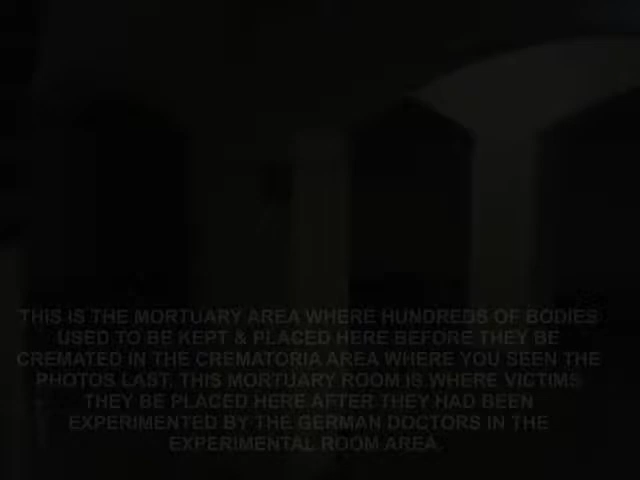 THIS IS THE MORTUARY AREA WHERE HUNDREDS OF BODIES
USED TO BE KEPT & PLACED HERE BEFORE THEY BE
CREMATED IN THE CREMATORIA AREA WHERE YOU SEEN THE
PHOTOS LAST. THIS MORTUARY ROOM IS WHERE VICTIMS
THEY BE PLACED HERE AFTER THEY HAD BEEN
EXPERIMENTED BY THE GERMAN DOCTORS IN THE
EXPERIMENTAL ROOM AREA.